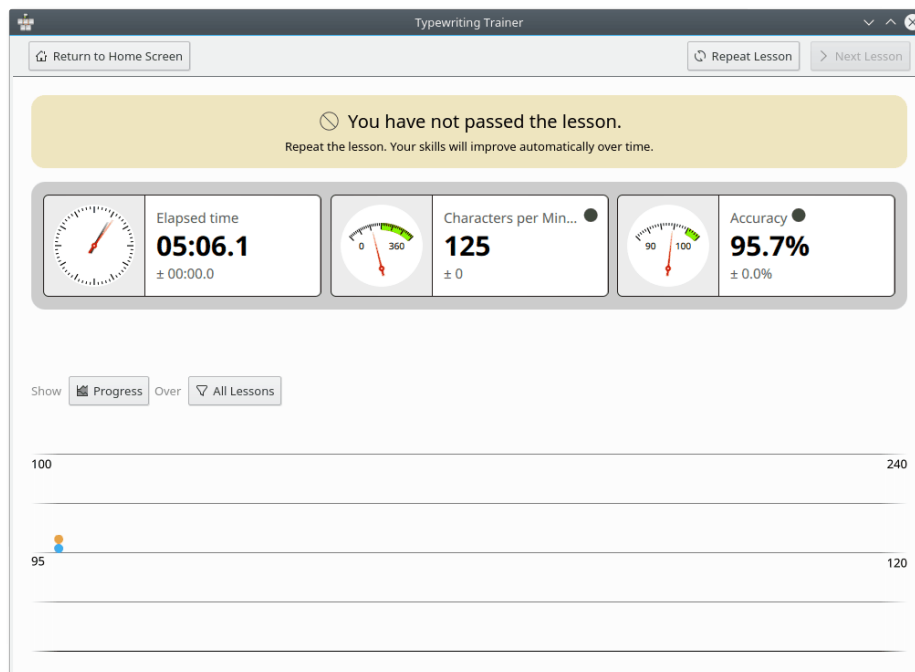 Typewriting Trainer
Return to Home Screen
Repeat Lesson
Next Lesson
You have not passed the lesson.
Repeat the lesson. Your skills will improve automatically over time.
Elapsed time
05:06.1
± 00:00.0
0
360
Characters per Min...
125
± 0
90
100
Accuracy
95.7%
± 0.0%
Show Progress Over All Lessons
100
240
95
120